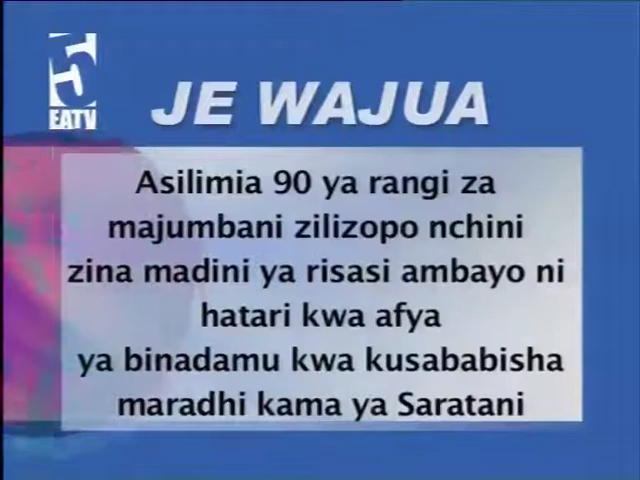 5
EATV
JE WAJUA
Asilimia 90 ya rangi za
majumbani zilizopo nchini
zina madini ya risasi ambayo ni
hatari kwa afya
ya binadamu kwa kusababisha
maradhi kama ya Saratani